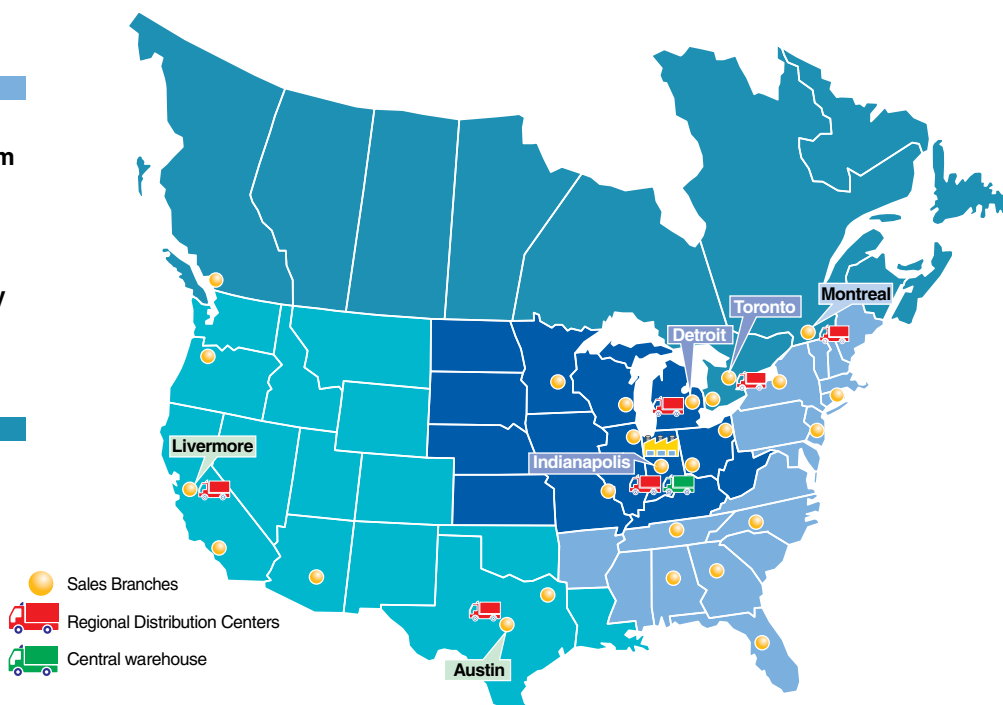 m
y
Montreal
Toronto
Detroit
Livermore
Indianapolis
Sales Branches
Regional Distribution Centers
Central warehouse
Austin